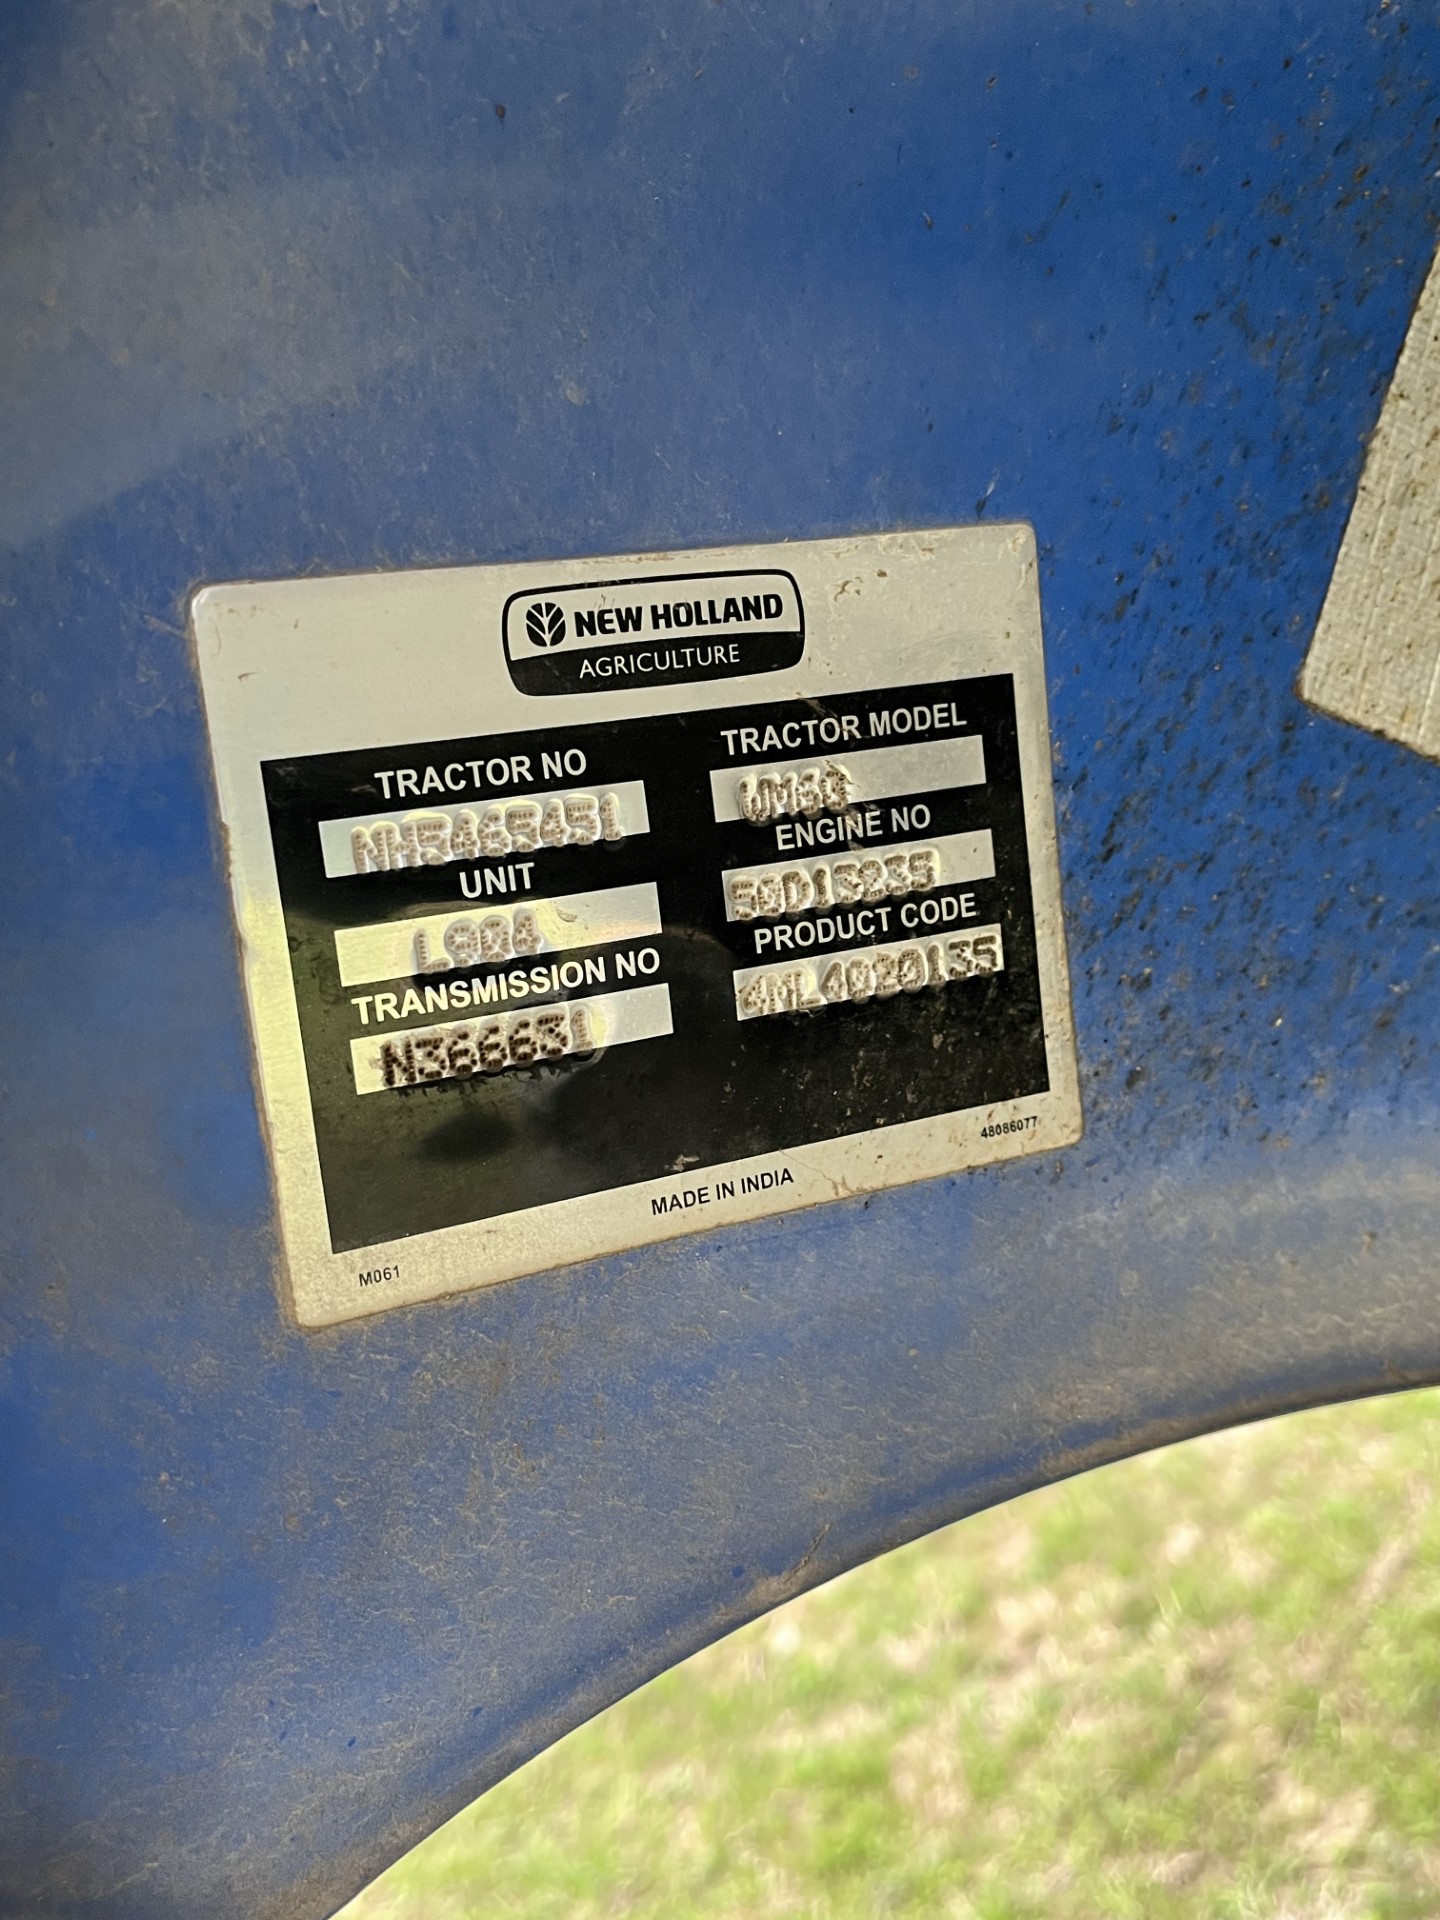 NEW HOLLAND
AGRICULTURE
TRACTOR NO
TRACTOR MODEL
UNIT
L904
ENGINE NO
TRANSMISSION NO
N366631
PRODUCT CODE
4ML4020135
48086077
MADE IN INDIA
M061